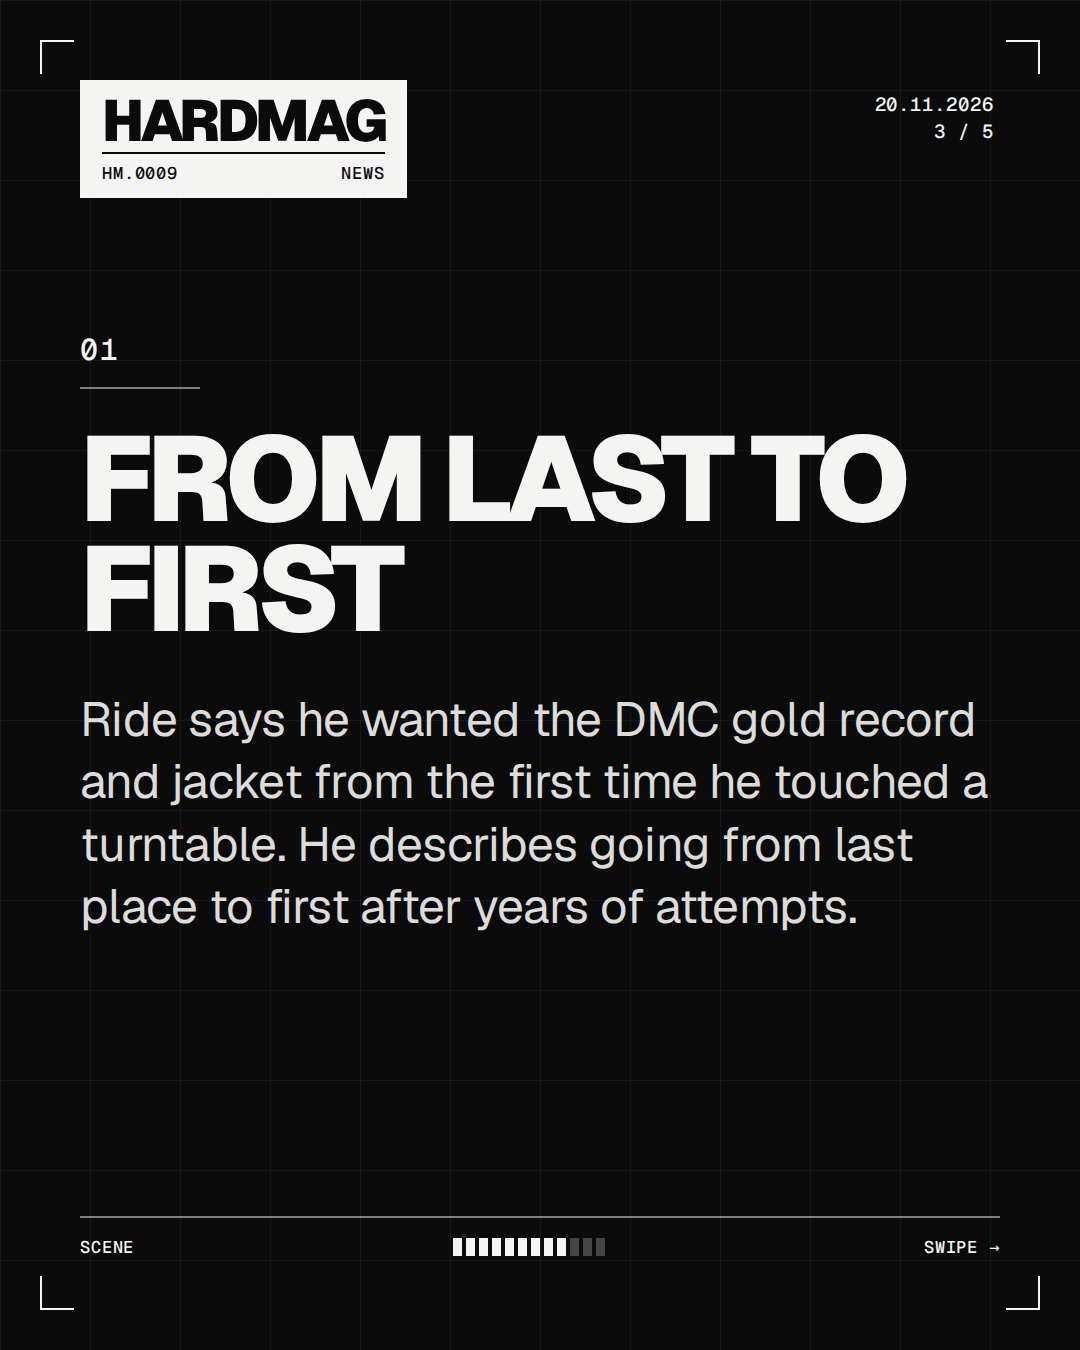 HARDMAG
HM.0009 NEWS
20.11.2026
3 / 5
01
FROM LAST TO
FIRST
Ride says he wanted the DMC gold record
and jacket from the first time he touched a
turntable. He describes going from last
place to first after years of attempts.
SCENE
SWIPE →